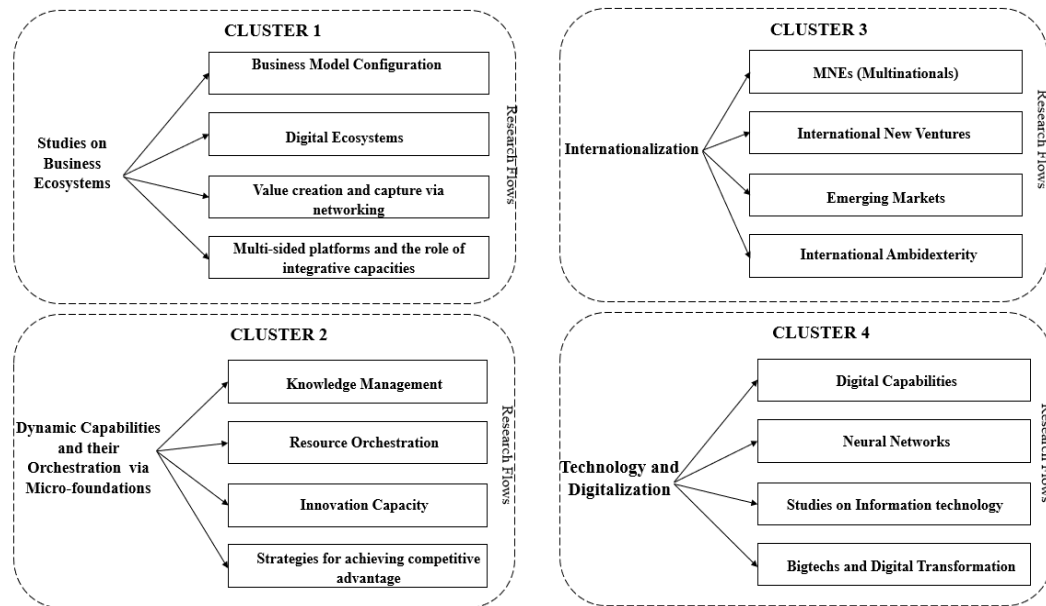 CLUSTER 1
Studies on
Business
Ecosystems
Business Model Configuration
Digital Ecosystems
Value creation and capture via
networking
Multi-sided platforms and the role of
integrative capacities
Research Flows
CLUSTER 2
Dynamic Capabilities
and their
Orchestration via
Micro-foundations
Knowledge Management
Resource Orchestration
Innovation Capacity
Strategies for achieving competitive
advantage
Research Flows
CLUSTER 3
Internationalization
MNEs (Multinationals)
International New Ventures
Emerging Markets
International Ambidexterity
Research Flows
CLUSTER 4
Technology and
Digitalization
Digital Capabilities
Neural Networks
Studies on Information technology
Bigtechs and Digital Transformation
Research Flows